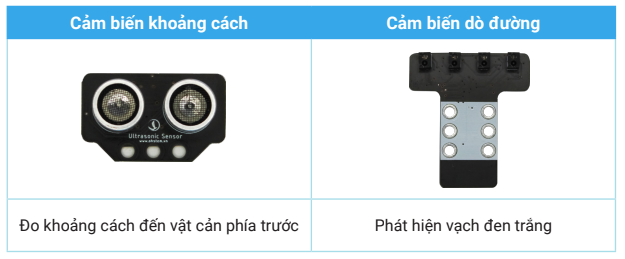 Cảm biến khoảng cách
Cảm biến dò đường
Ultrasonic Sensor
Đo khoảng cách đến vật cản phía trước
Phát hiện vạch đen trắng